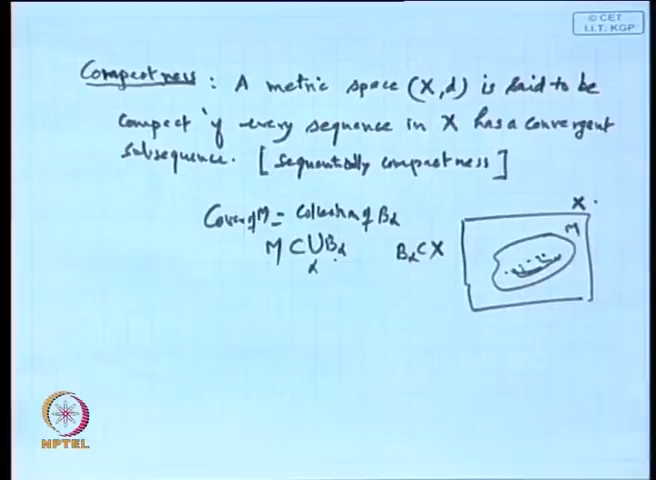 © CET
I.I.T. KGP
Compactness : A metric space (X,d) is said to be
compact if every sequence in X has a convergent
subsequence. [ Sequentially compactness ]
Cover of M = Collection of Bα
M ⊂ ∪ Bα
α
Bα ⊂ X
X
M
NPTEL